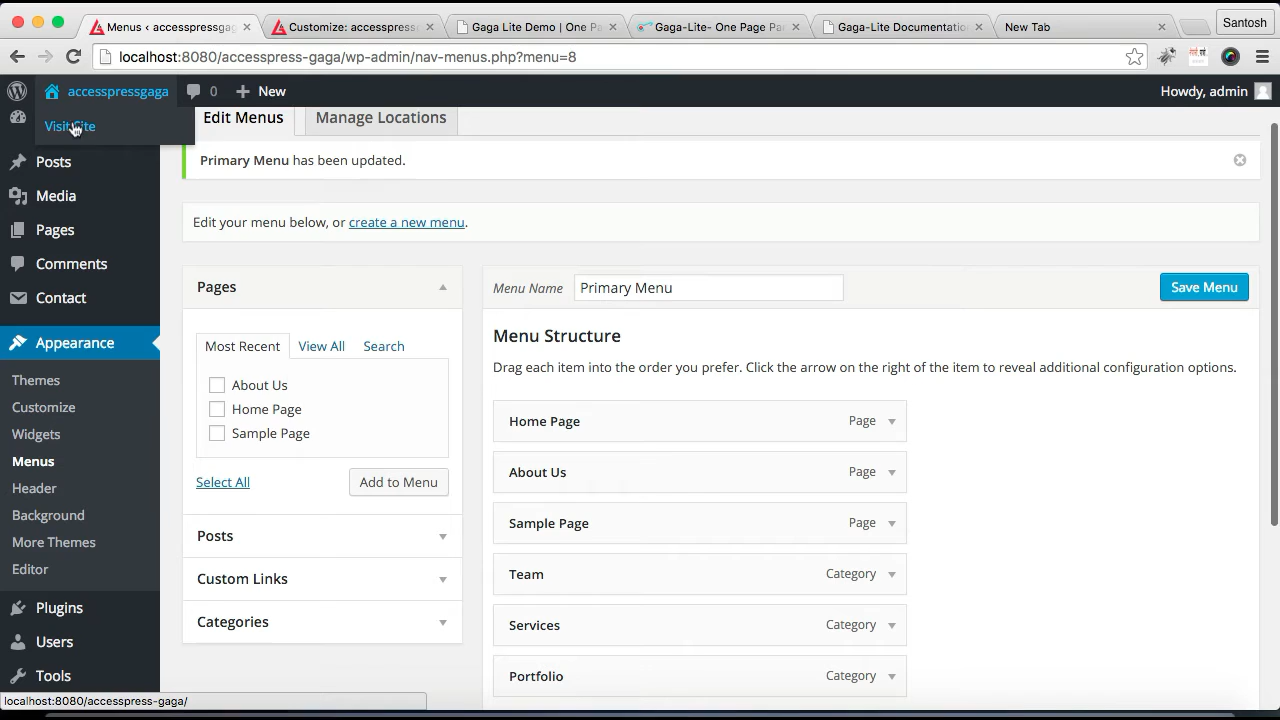 Menus ‹ accesspressgaga
Customize: accesspress
Gaga Lite Demo | One P
Gaga-Lite- One Page Pa
Gaga-Lite Documentatio
New Tab
Santosh
localhost:8080/accesspress-gaga/wp-admin/nav-menus.php?menu=8
accesspressgaga
0
New
Howdy, admin
Visit Site
Edit Menus
Manage Locations
Posts
Media
Pages
Comments
Contact
Appearance
Themes
Customize
Widgets
Menus
Header
Background
More Themes
Editor
Plugins
Users
Tools
Primary Menu has been updated.
Edit your menu below, or create a new menu.
Pages
Most Recent
View All
Search
About Us
Home Page
Sample Page
Select All
Add to Menu
Posts
Custom Links
Categories
Menu Name
Primary Menu
Save Menu
Menu Structure
Drag each item into the order you prefer. Click the arrow on the right of the item to reveal additional configuration options.
Home Page Page
About Us Page
Sample Page Page
Team Category
Services Category
Portfolio Category
localhost:8080/accesspress-gaga/